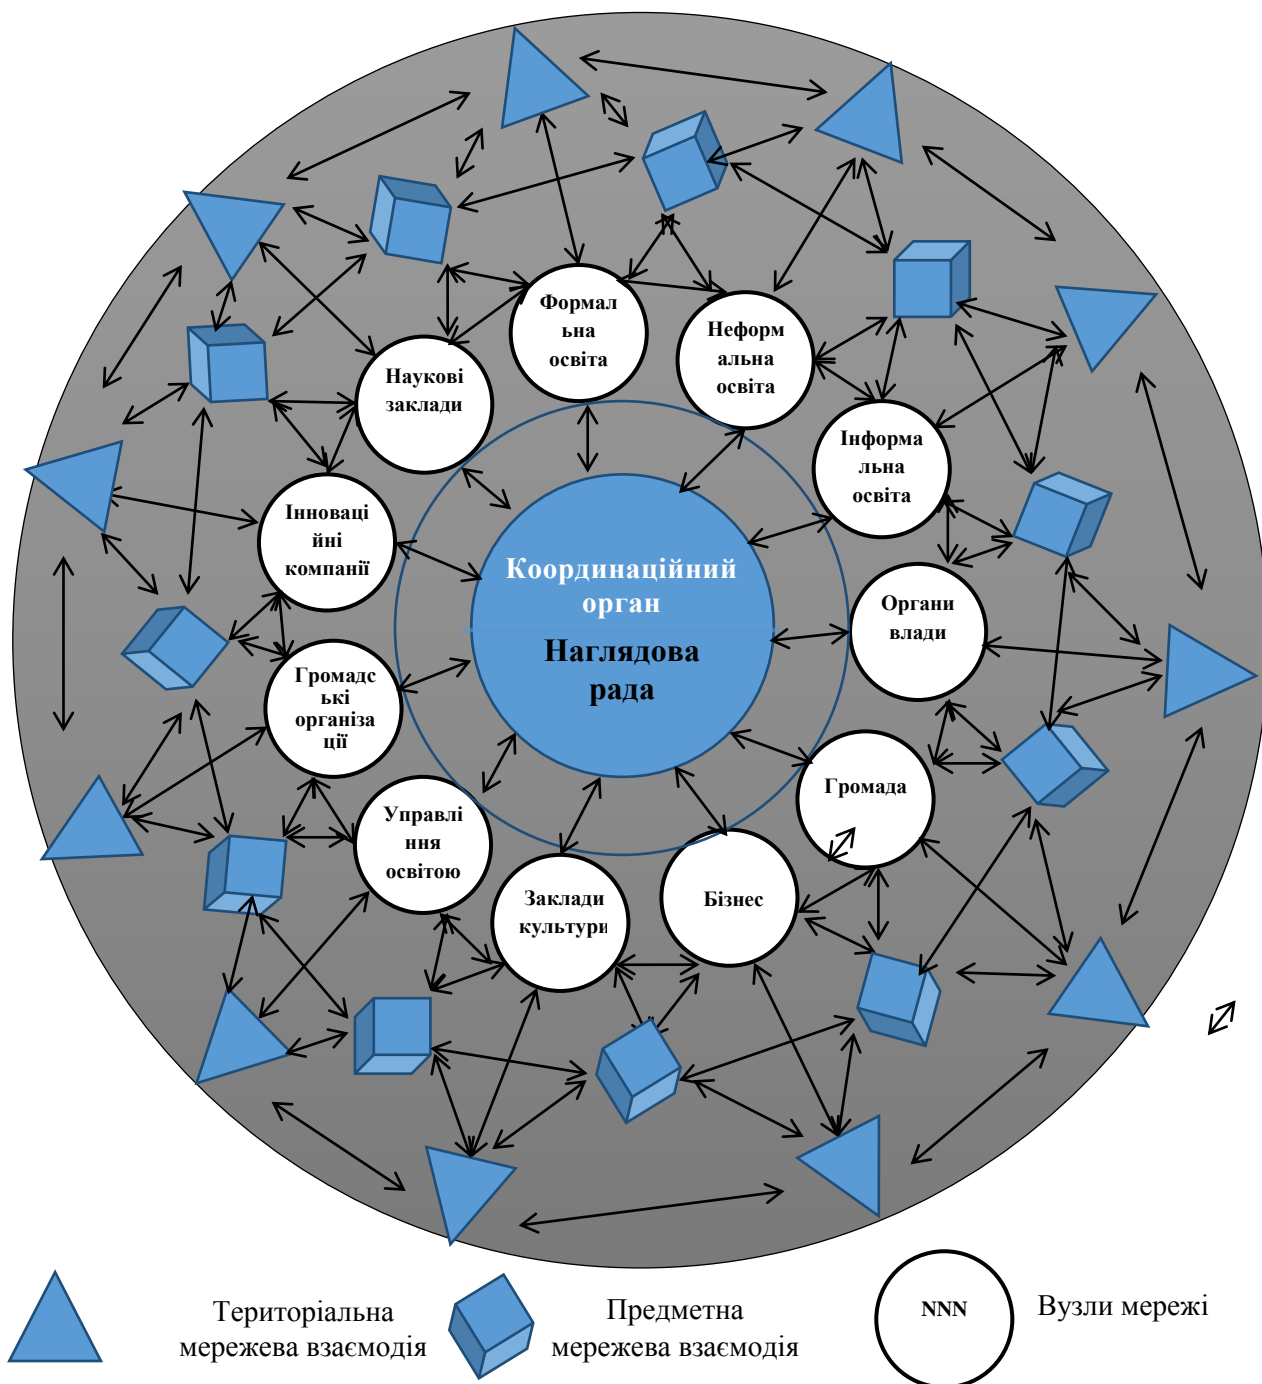 Формал
ьна
освіта
Неформ
альна
освіта
Наукові
заклади
Інформа
льна
освіта
Інноваці
йні
компанії
Координаційний
орган
Наглядова
рада
Органи
влади
Громадс
ькі
організа
ції
Громада
Управлі
ння
освітою
Заклади
культури
Бізнес
Територіальна
мережева взаємодія
Предметна
мережева взаємодія
NNN
Вузли мережі